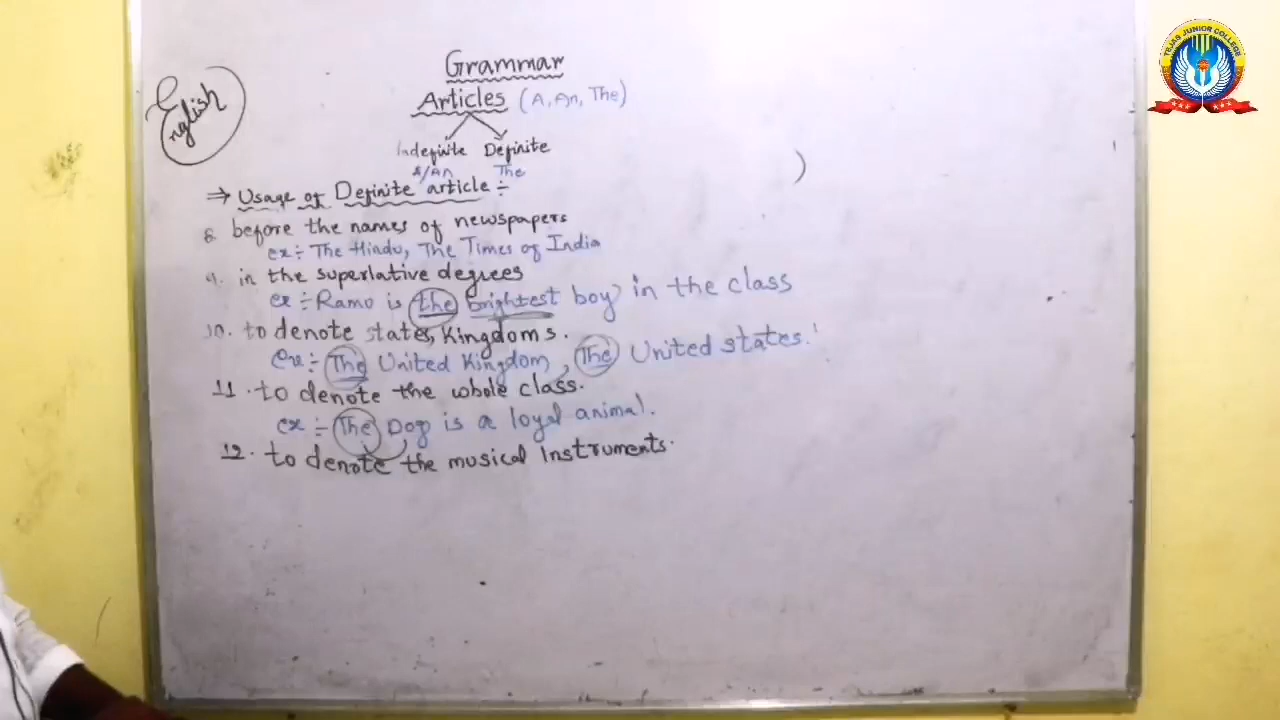 TEJAS JUNIOR COLLEGE
English
Grammar
Articles (A, An, The)
Indefinite Definite
A/An The
⇒ Usage of Definite article ÷
8. before the names of newspapers
ex ÷ The Hindu, The Times of India
9. in the superlative degrees
ex ÷ Ramo is the brightest boy in the class
10. to denote states, Kingdoms.
ex ÷ The United Kingdom, The United states.
11. to denote the whole class.
ex ÷ The Dog is a loyal animal.
12. to denote the musical Instruments.